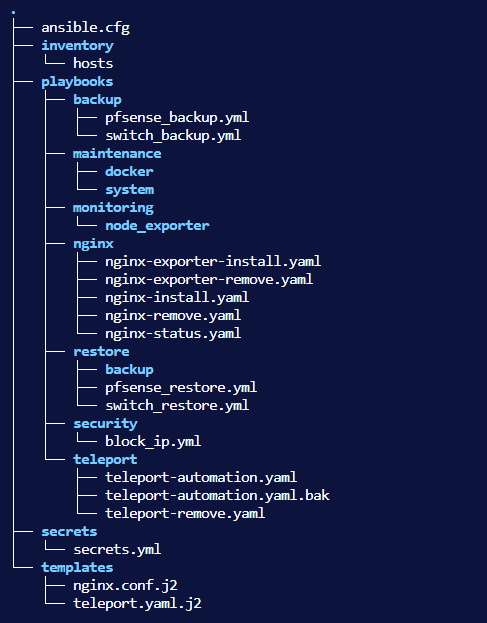 .
├── ansible.cfg
├── inventory
│   └── hosts
├── playbooks
│   ├── backup
│   │   ├── pfsense_backup.yml
│   │   └── switch_backup.yml
│   ├── maintenance
│   │   ├── docker
│   │   └── system
│   ├── monitoring
│   │   └── node_exporter
│   ├── nginx
│   │   ├── nginx-exporter-install.yaml
│   │   ├── nginx-exporter-remove.yaml
│   │   ├── nginx-install.yaml
│   │   ├── nginx-remove.yaml
│   │   └── nginx-status.yaml
│   ├── restore
│   │   ├── backup
│   │   ├── pfsense_restore.yml
│   │   └── switch_restore.yml
│   ├── security
│   │   └── block_ip.yml
│   └── teleport
│       ├── teleport-automation.yaml
│       ├── teleport-automation.yaml.bak
│       └── teleport-remove.yaml
├── secrets
│   └── secrets.yml
└── templates
    ├── nginx.conf.j2
    └── teleport.yaml.j2